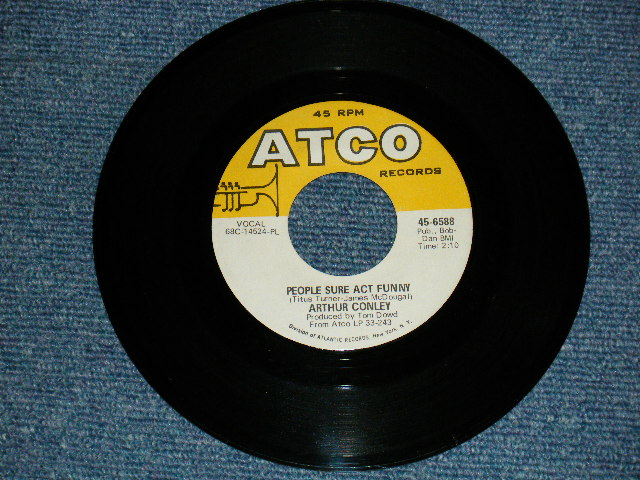 45 RPM
ATCO
RECORDS
VOCAL
68C-14524-PL
45-6588
Pub., Bob-
Dan BMI
Time: 2:10
PEOPLE SURE ACT FUNNY
(Titus Turner-James McDougal)
ARTHUR CONLEY
Produced by Tom Dowd
From Atco LP 33-243
Division of ATLANTIC RECORDS, New York, N. Y.